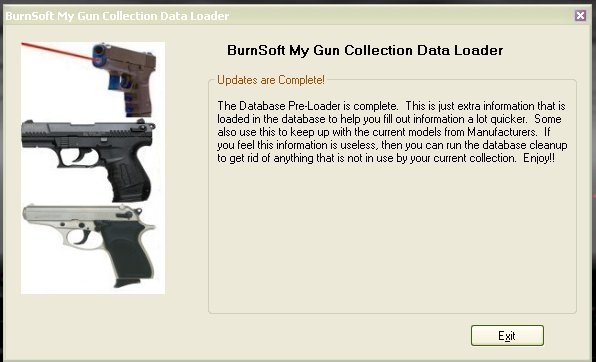 BurnSoft My Gun Collection Data Loader
BurnSoft My Gun Collection Data Loader
Updates are Complete!
The Database Pre-Loader is complete.  This is just extra information that is
loaded in the database to help you fill out information a lot quicker.  Some
also use this to keep up with the current models from Manufacturers.  If
you feel this information is useless, then you can run the database cleanup
to get rid of anything that is not in use by your current collection.  Enjoy!!
Exit